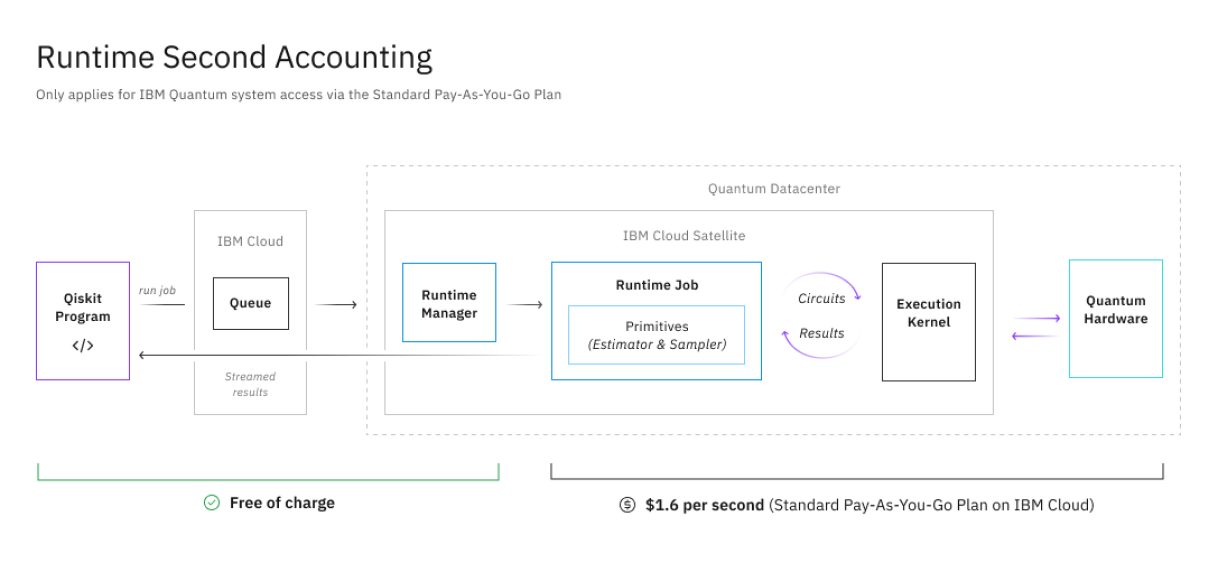 Runtime Second Accounting
Only applies for IBM Quantum system access via the Standard Pay-As-You-Go Plan
Quantum Datacenter
IBM Cloud
IBM Cloud Satellite
Qiskit
Program
</>
run job
Queue
Runtime
Manager
Runtime Job
Primitives
(Estimator & Sampler)
Circuits
Results
Execution
Kernel
Quantum
Hardware
Streamed
results
Free of charge
$1.6 per second (Standard Pay-As-You-Go Plan on IBM Cloud)